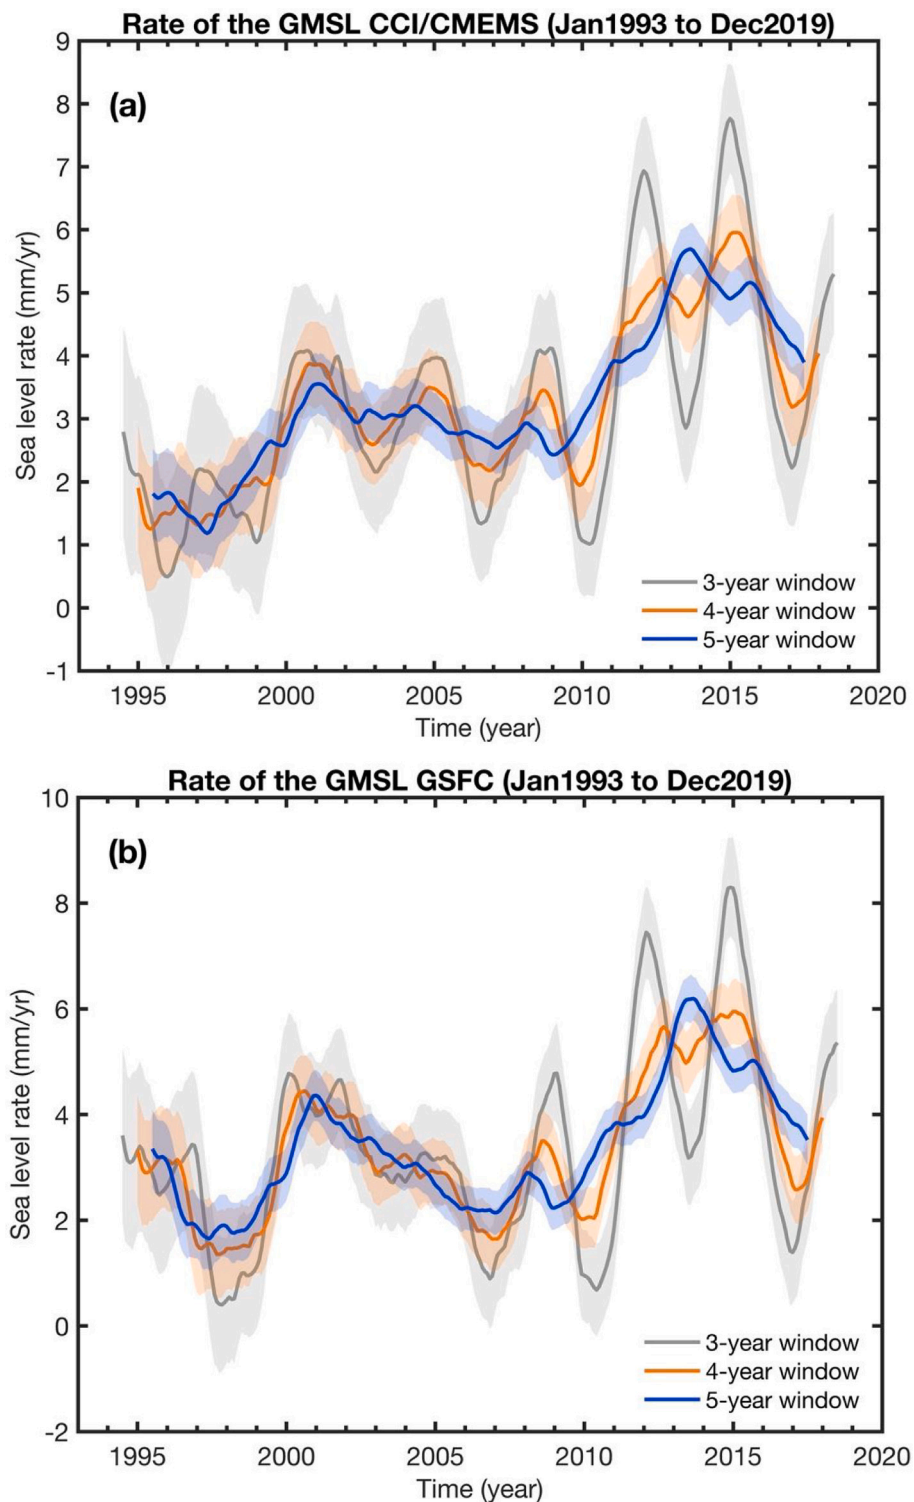 Rate of the GMSL CCI/CMEMS (Jan1993 to Dec2019)
9
(a)
8
7
6
5
4
3
2
1
0
-1
Sea level rate (mm/yr)
3-year window
4-year window
5-year window
1995 2000 2005 2010 2015 2020
Time (year)
Rate of the GMSL GSFC (Jan1993 to Dec2019)
10
(b)
8
6
4
2
0
-2
Sea level rate (mm/yr)
3-year window
4-year window
5-year window
1995 2000 2005 2010 2015 2020
Time (year)